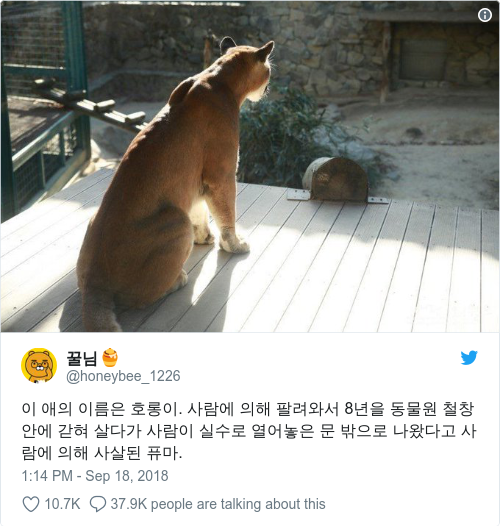 꿀님🍯
@honeybee_1226
이 애의 이름은 호롱이. 사람에 의해 팔려와서 8년을 동물원 철창
안에 갇혀 살다가 사람이 실수로 열어놓은 문 밖으로 나왔다고 사
람에 의해 사살된 퓨마.
1:14 PM - Sep 18, 2018
10.7K 37.9K people are talking about this